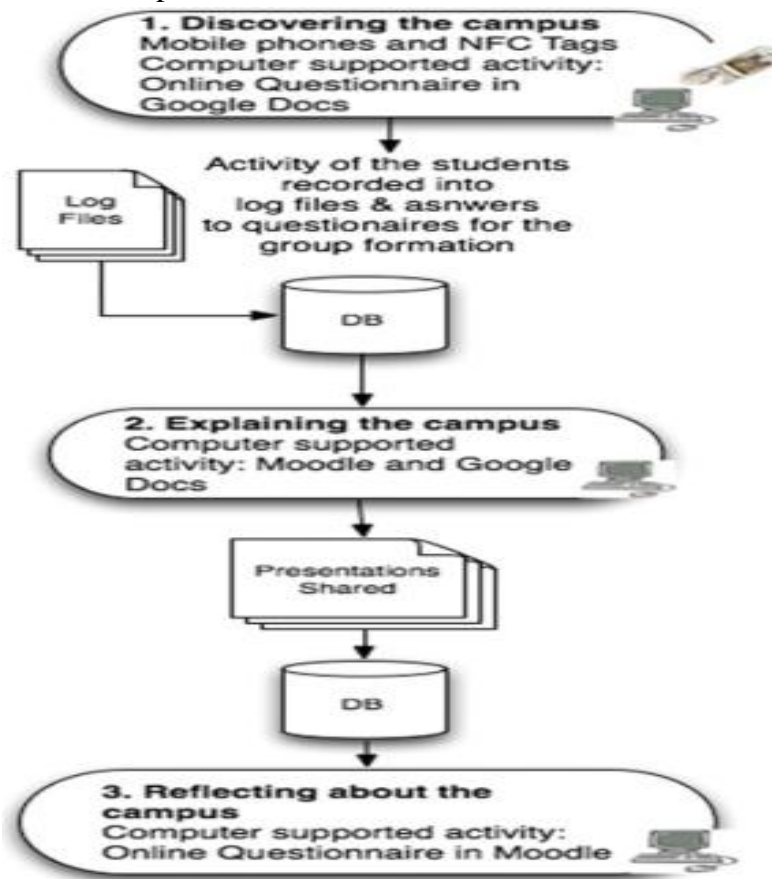 1. Discovering the campus
Mobile phones and NFC Tags
Computer supported activity:
Online Questionnaire in
Google Docs
Activity of the students
recorded into
log files & asnwers
to questionaires for the
group formation
Log
Files
DB
2. Explaining the campus
Computer supported
activity: Moodle and Google
Docs
Presentations
Shared
DB
3. Reflecting about the
campus
Computer supported activity:
Online Questionnaire in Moodle